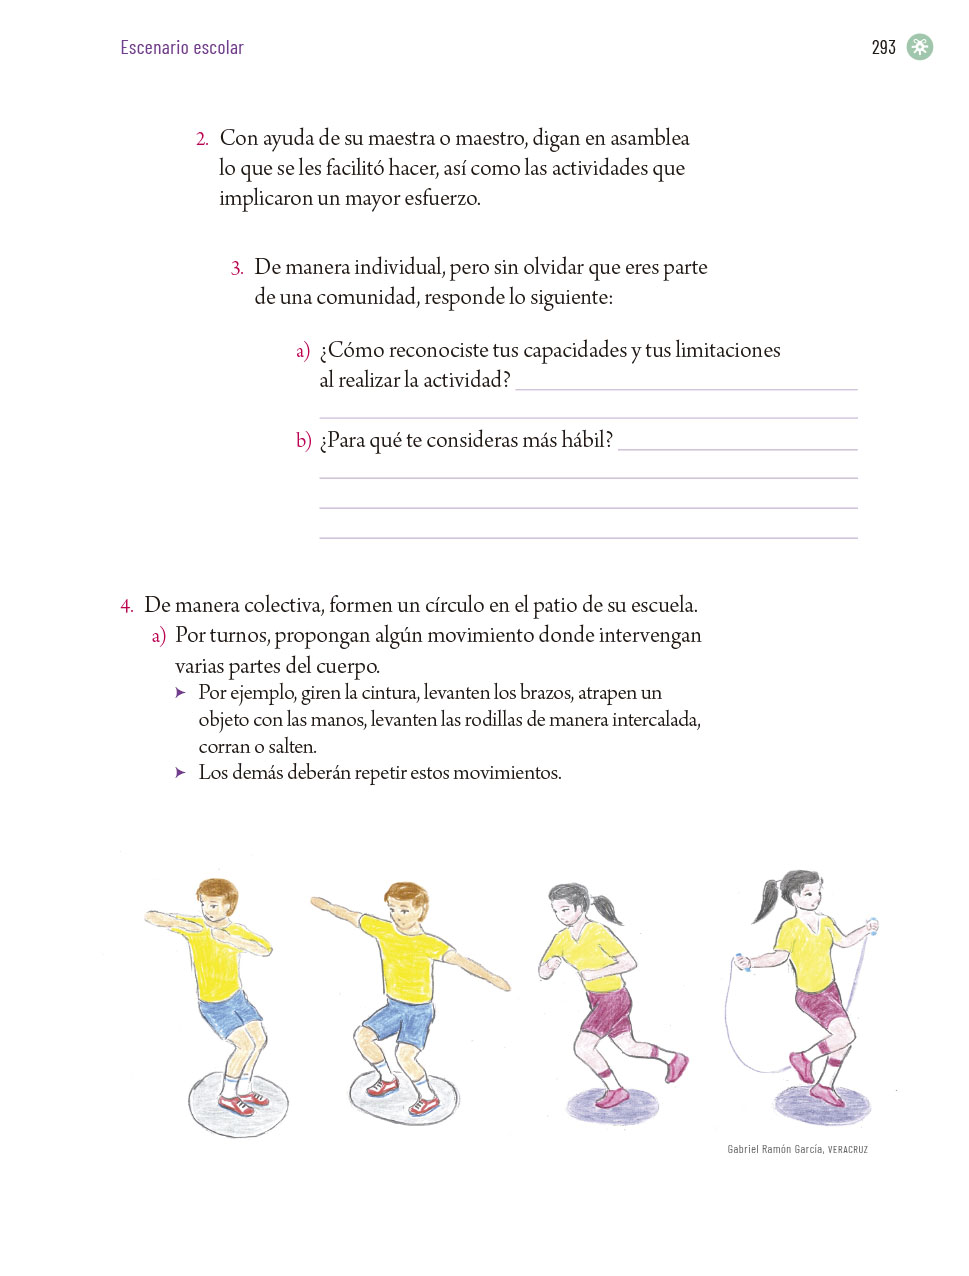 Escenario escolar
293
2. Con ayuda de su maestra o maestro, digan en asamblea
lo que se les facilitó hacer, así como las actividades que
implicaron un mayor esfuerzo.
3. De manera individual, pero sin olvidar que eres parte
de una comunidad, responde lo siguiente:
a) ¿Cómo reconociste tus capacidades y tus limitaciones
al realizar la actividad?
b) ¿Para qué te consideras más hábil?
4. De manera colectiva, formen un círculo en el patio de su escuela.
a) Por turnos, propongan algún movimiento donde intervengan
varias partes del cuerpo.
➤ Por ejemplo, giren la cintura, levanten los brazos, atrapen un
objeto con las manos, levanten las rodillas de manera intercalada,
corran o salten.
➤ Los demás deberán repetir estos movimientos.
Gabriel Ramón García, VERACRUZ